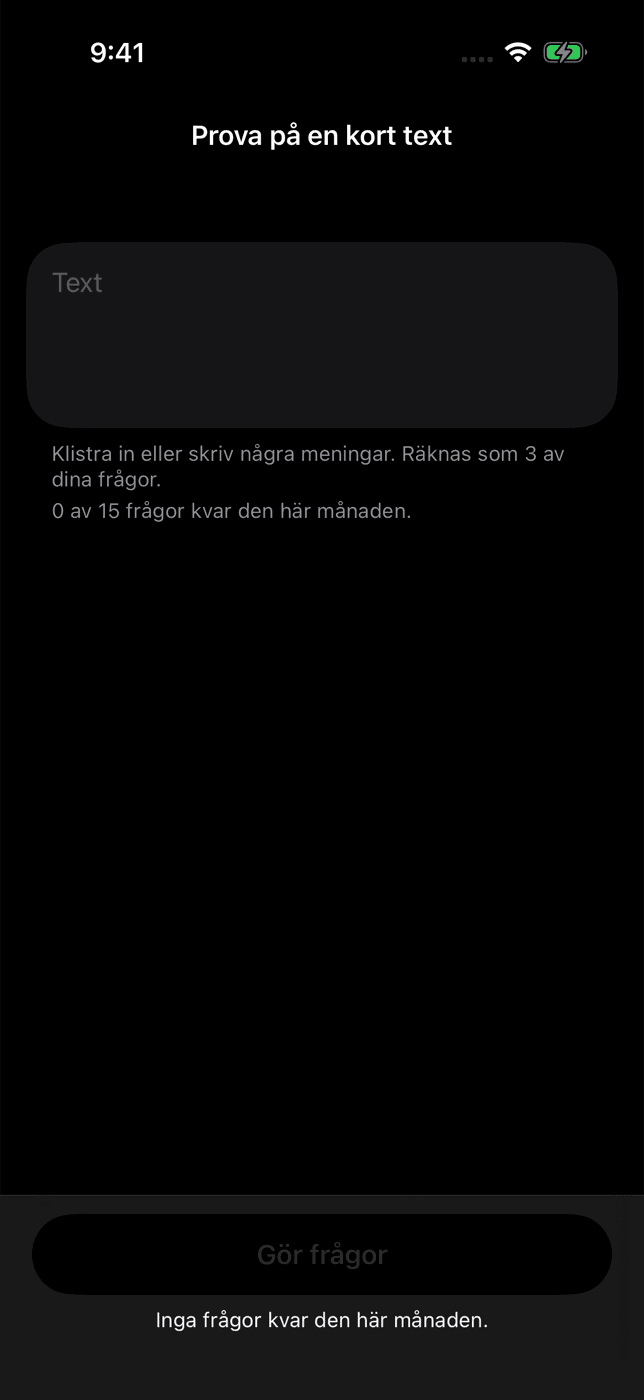 9:41
Prova på en kort text
Text
Klistra in eller skriv några meningar. Räknas som 3 av
dina frågor.
0 av 15 frågor kvar den här månaden.
Gör frågor
Inga frågor kvar den här månaden.